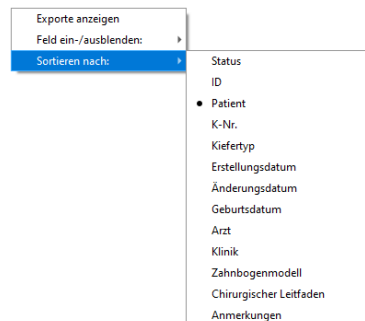 Exporte anzeigen
Feld ein-/ausblenden:
Sortieren nach:
Status
ID
Patient
K-Nr.
Kiefertyp
Erstellungsdatum
Änderungsdatum
Geburtsdatum
Arzt
Klinik
Zahnbogenmodell
Chirurgischer Leitfaden
Anmerkungen